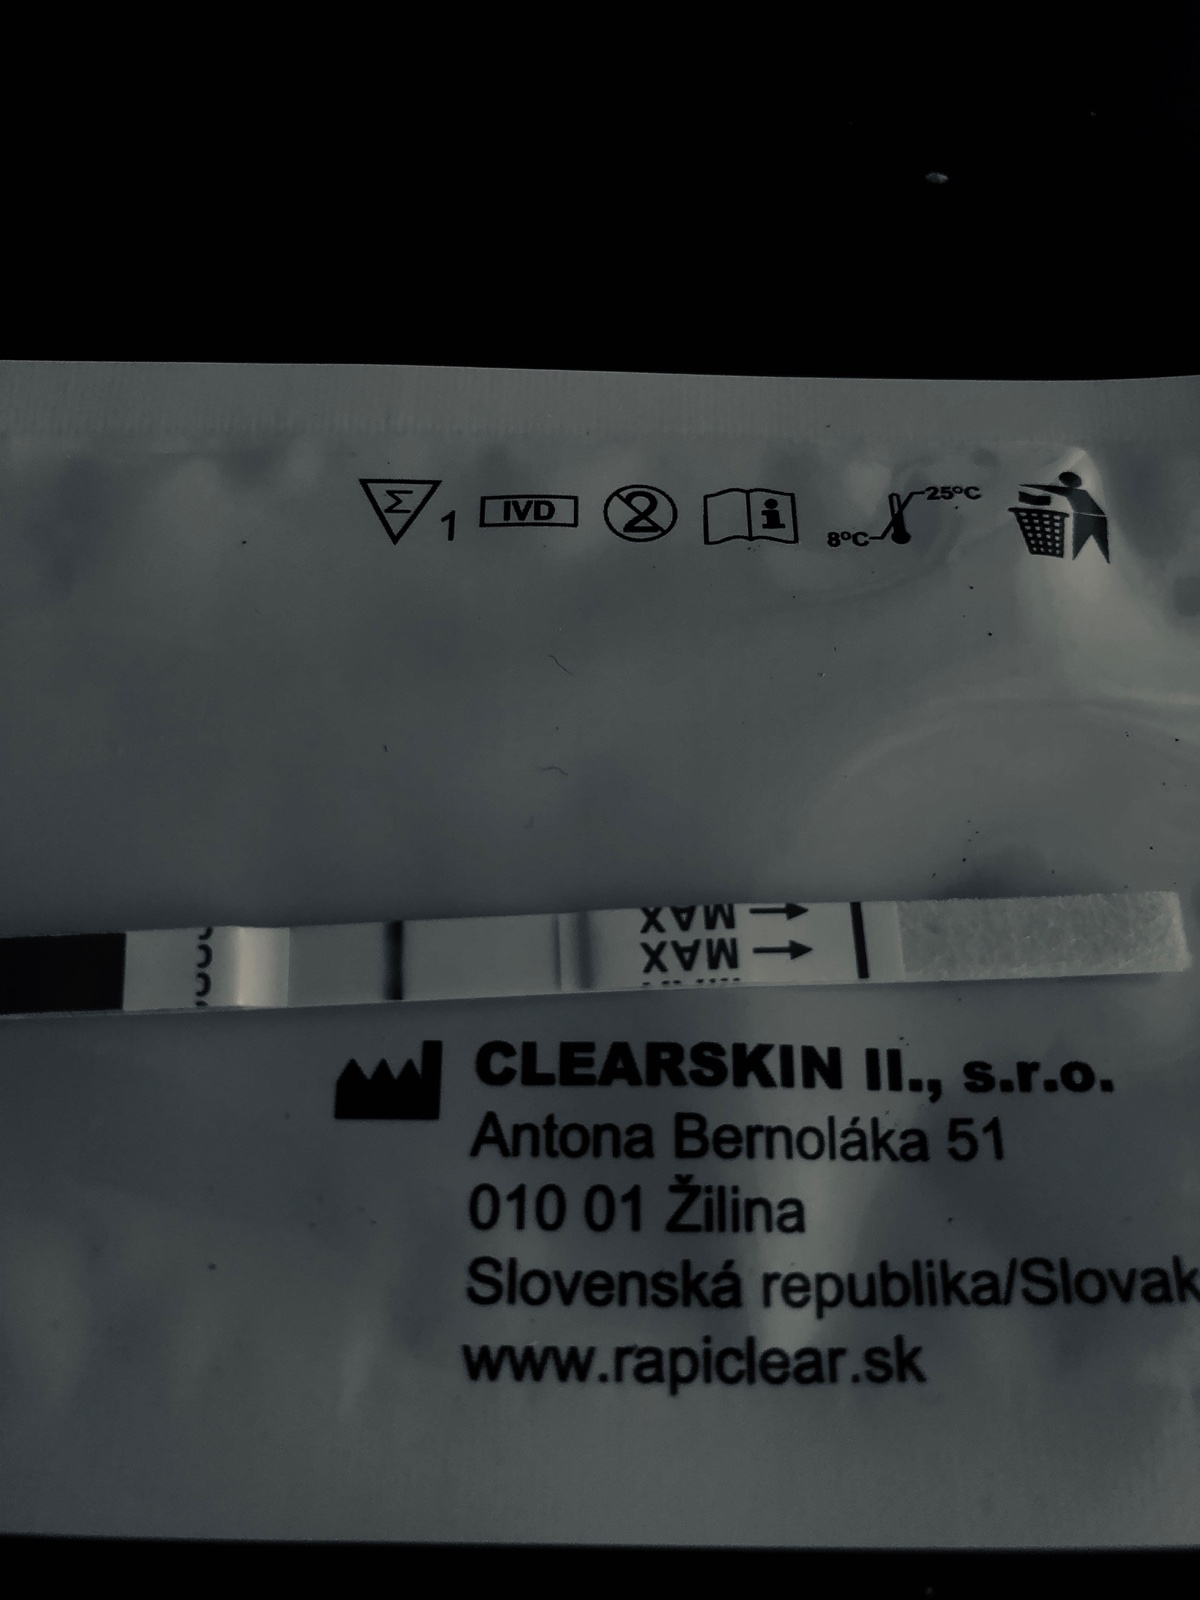 Σ 1 IVD 2 i 8°C 25°C
MAX
MAX
CLEARSKIN II., s.r.o.
Antona Bernoláka 51
010 01 Žilina
Slovenská republika/Slovak
www.rapiclear.sk